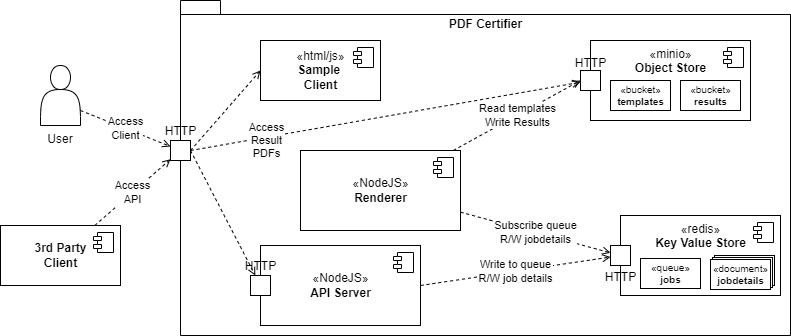 PDF Certifier
«html/js»
Sample
Client
HTTP
«minio»
Object Store
«bucket»
templates
«bucket»
results
User
Access
Client
HTTP
Access
Result
PDFs
Read templates
Write Results
Access
API
«NodeJS»
Renderer
3rd Party
Client
Subscribe queue
R/W jobdetails
«redis»
Key Value Store
HTTP
«queue»
jobs
«document»
jobdetails
HTTP
«NodeJS»
API Server
Write to queue
R/W job details